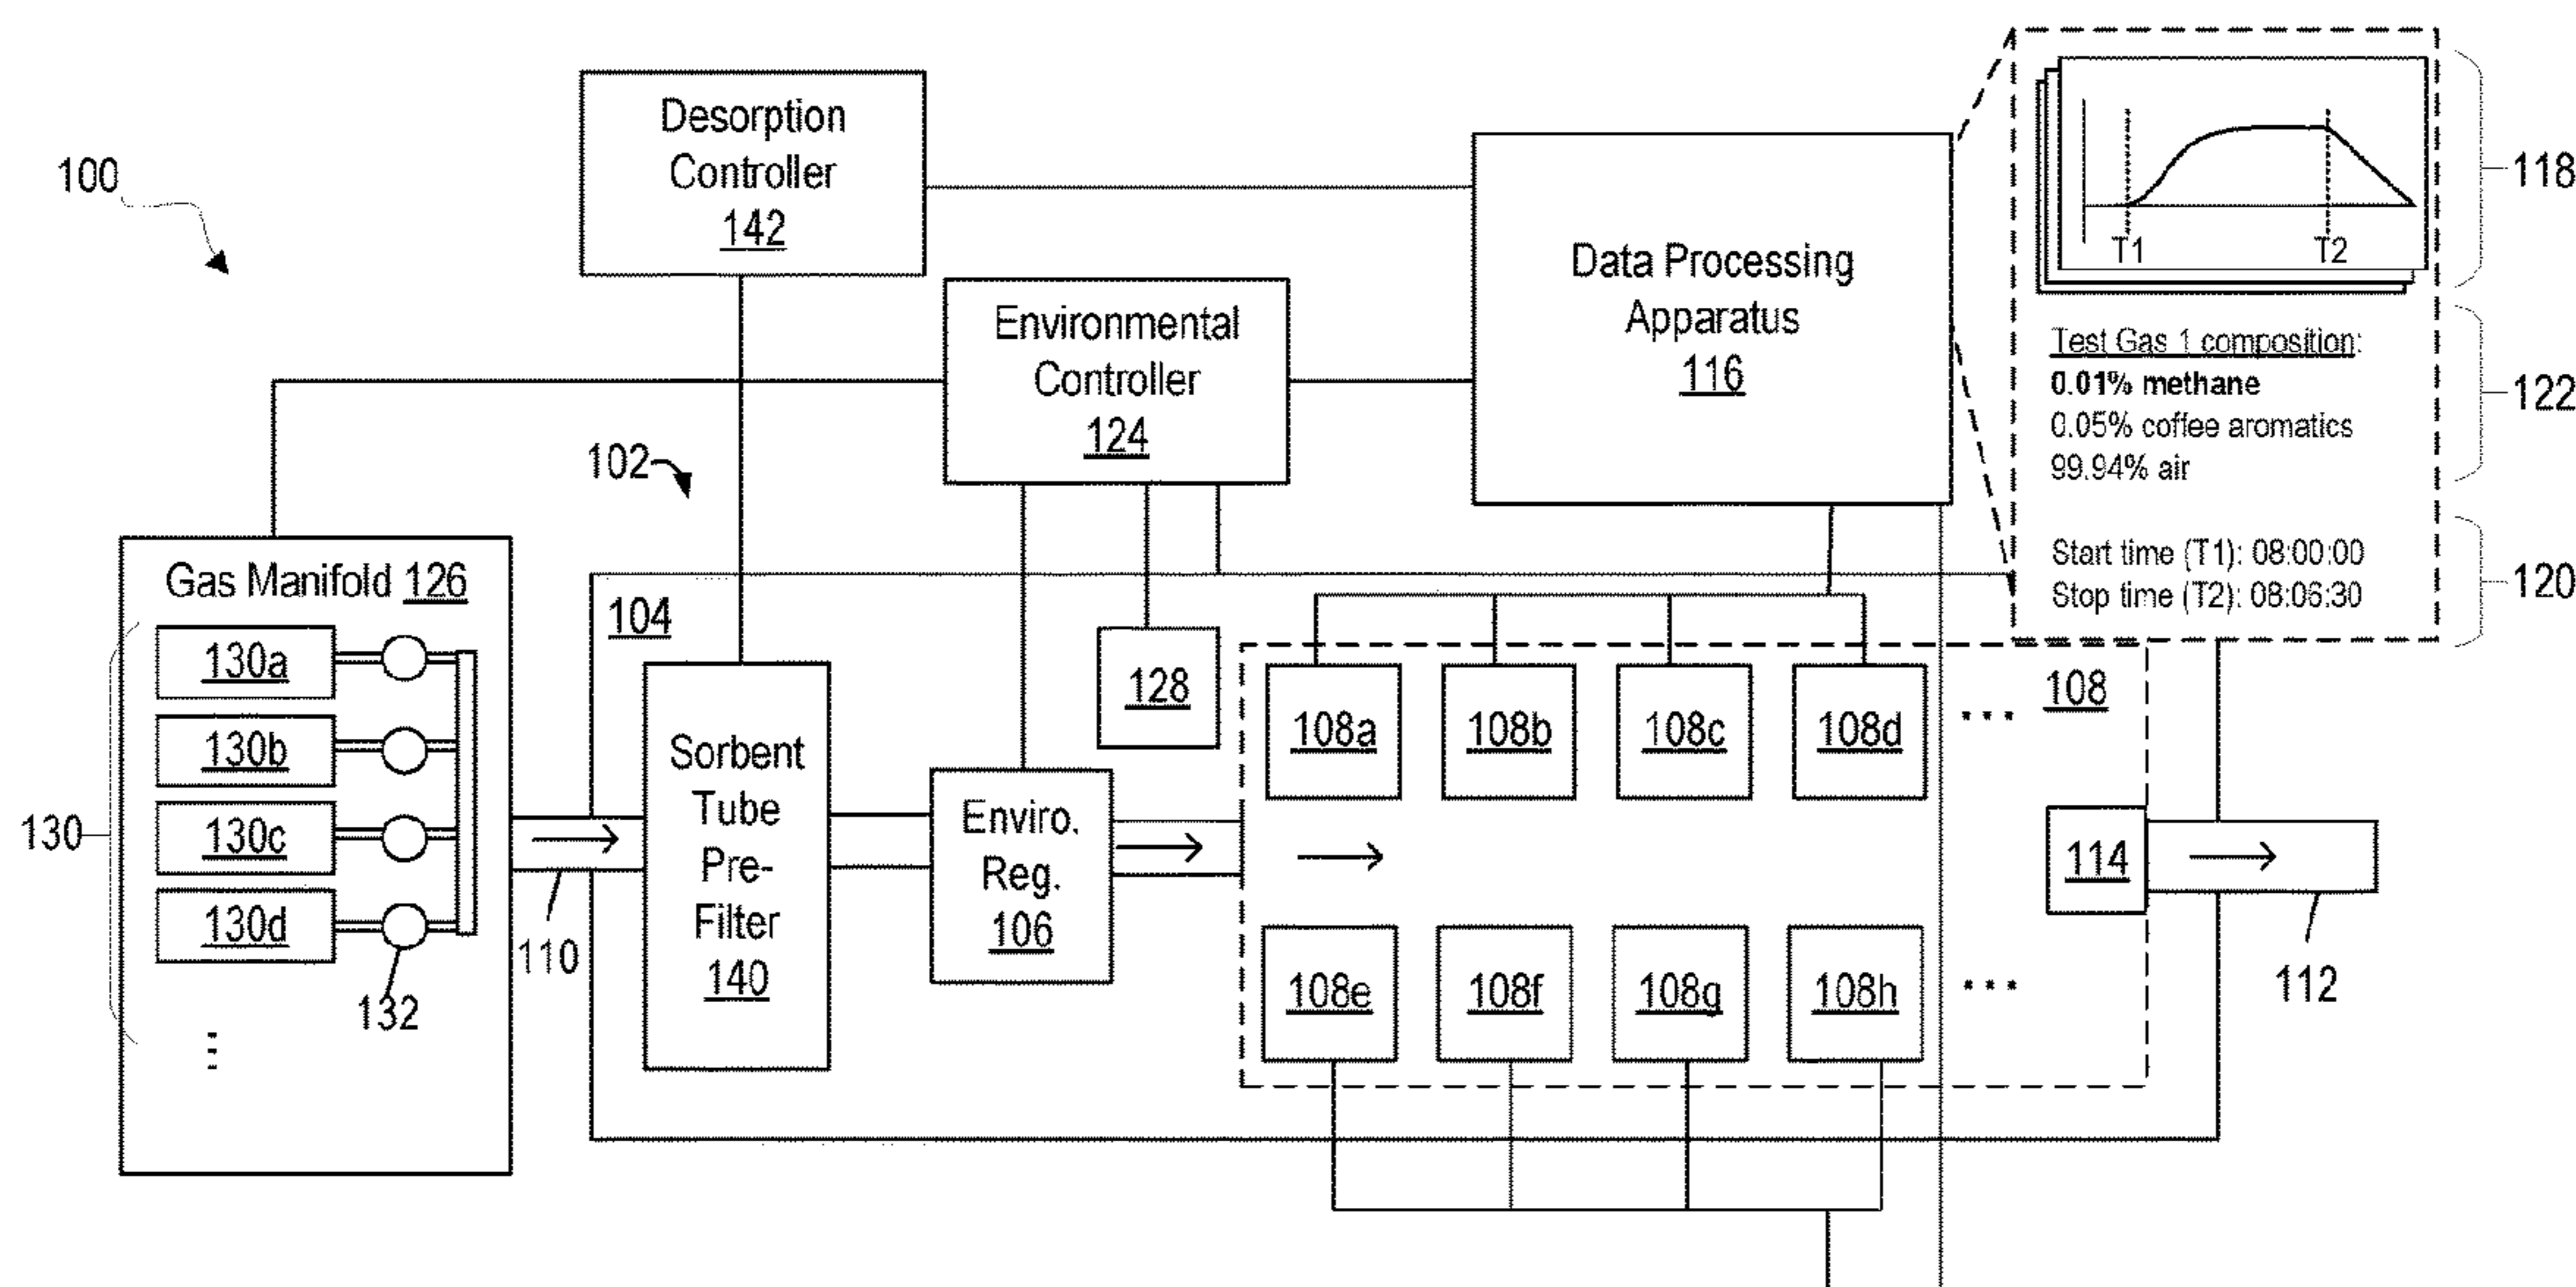 100
Desorption
Controller
142
Environmental
Controller
124
Data Processing
Apparatus
116
T1 T2
118
Test Gas 1 composition:
0.01% methane
0.05% coffee aromatics
99.94% air
122
Start time (T1): 08:00:00
Stop time (T2): 08:06:30
120
102
Gas Manifold 126
130
130a
130b
130c
130d
132
...
110
104
Sorbent
Tube
Pre-
Filter
140
Enviro.
Reg.
106
128
108a 108b 108c 108d ... 108
108e 108f 108g 108h ...
114
112